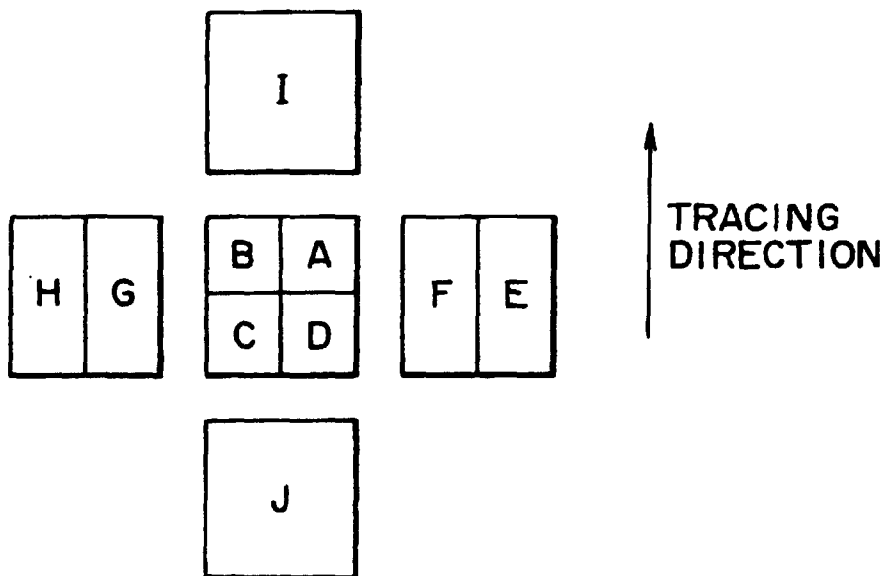 I
B A
H G
F E
C D
J
TRACING
DIRECTION